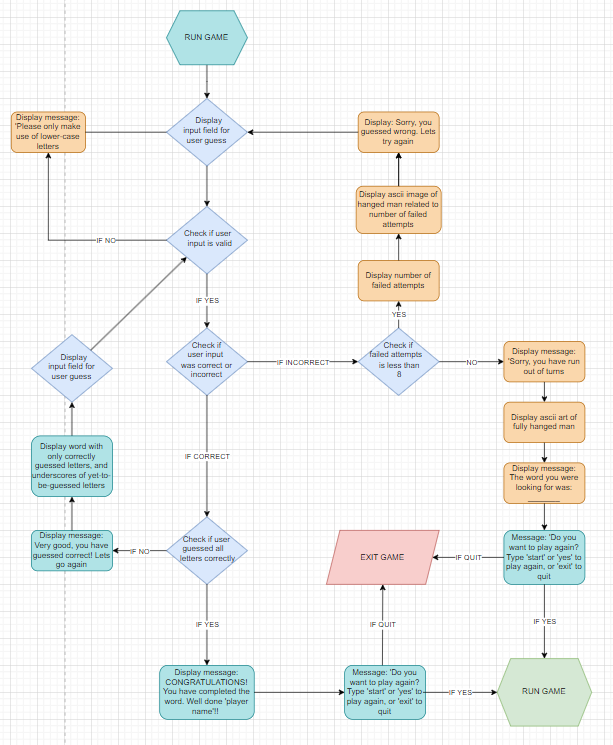 RUN GAME
Display message:
'Please only make
use of lower-case
letters
Display
input field for
user guess
Display: Sorry, you
guessed wrong. Lets
try again
Display ascii image of
hanged man related to
number of failed
attempts
Check if user
input is valid
IF NO
Display number of
failed attempts
IF YES
YES
Display
input field for
user guess
Check if
user input
was correct or
incorrect
IF INCORRECT
Check if
failed attempts
is less than
8
NO
Display message:
'Sorry, you have run
out of turns
Display ascii art of
fully hanged man
Display word with
only correctly
guessed letters, and
underscores of yet-to-
be-guessed letters
IF CORRECT
Display message:
The word you were
looking for was:
________
Display message:
Very good, you have
guessed correct! Lets
go again
IF NO
Check if user
guessed all
letters correctly
EXIT GAME
IF QUIT
Message: 'Do you
want to play again?
Type 'start' or 'yes' to
play again, or 'exit' to
quit
IF YES
IF QUIT
IF YES
Display message:
CONGRATULATIONS!
You have completed the
word. Well done 'player
name'!!
Message: 'Do you
want to play again?
Type 'start' or 'yes' to
play again, or 'exit' to
quit
IF YES
RUN GAME